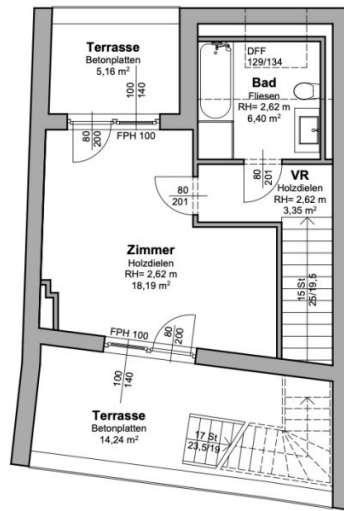 Terrasse
Betonplatten
5,16 m²
100
140
DFF
129/134
Bad
Fliesen
RH= 2,62 m
6,40 m²
80
200
FPH 100
80
201
80
201
VR
Holzdielen
RH= 2,62 m
3,35 m²
Zimmer
Holzdielen
RH= 2,62 m
18,19 m²
15 St
25/19,5
FPH 100
80
200
100
140
Terrasse
Betonplatten
14,24 m²
17 St
23,5/19